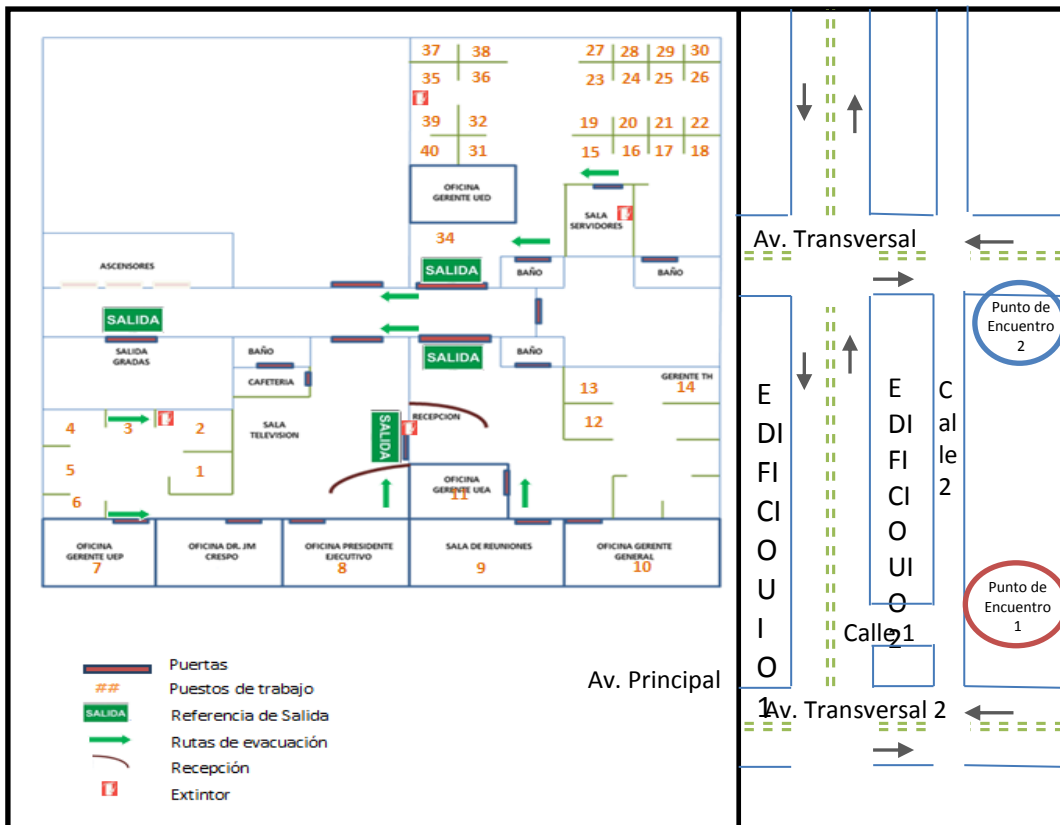 37 38
35 36
39 32
40 31
27 28 29 30
23 24 25 26
19 20 21 22
15 16 17 18
OFICINA
GERENTE UED
SALA
SERVIDORES
34
SALIDA
BAÑO
BAÑO
ASCENSORES
SALIDA
SALIDA
GRADAS
SALIDA
BAÑO
BAÑO
CAFETERIA
SALA
TELEVISION
SALIDA
RECEPCION
GERENTE TH
13
14
12
4
3
2
5
1
6
OFICINA
GERENTE UEA
11
OFICINA
GERENTE UEP
7
OFICINA DR. JM
CRESPO
OFICINA PRESIDENTE
EJECUTIVO
8
SALA DE REUNIONES
9
OFICINA GERENTE
GENERAL
10
Puertas
## Puestos de trabajo
SALIDA Referencia de Salida
Rutas de evacuación
Recepción
Extintor
Av. Principal
Av. Transversal
Punto de
Encuentro
2
E
DI
FI
CI
O
U
I
O
1
E
DI
FI
CI
O
UI
O
2
C
al
le
2
Punto de
Encuentro
1
Calle 1
Av. Transversal 2